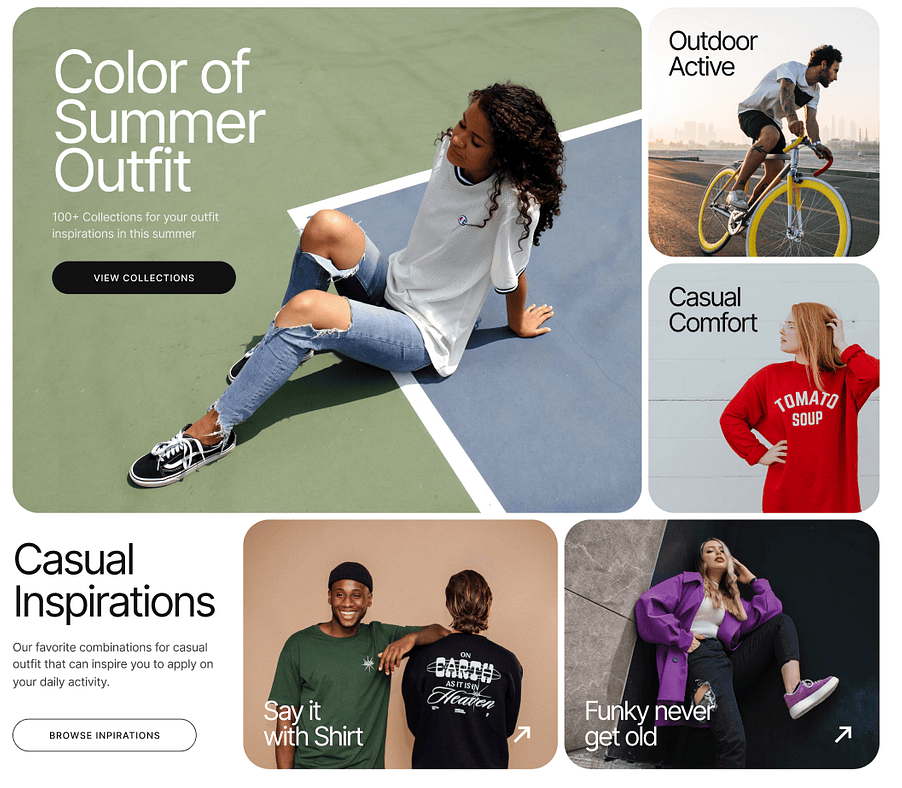 Color of
Summer
Outfit
100+ Collections for your outfit
inspirations in this summer
VIEW COLLECTIONS
Outdoor
Active
Casual
Comfort
TOMATO
SOUP
Casual
Inspirations
Our favorite combinations for casual
outfit that can inspire you to apply on
your daily activity.
BROWSE INPIRATIONS
Say it
with Shirt
ON
EARTH
AS IT IS IN
Heaven
Funky never
get old